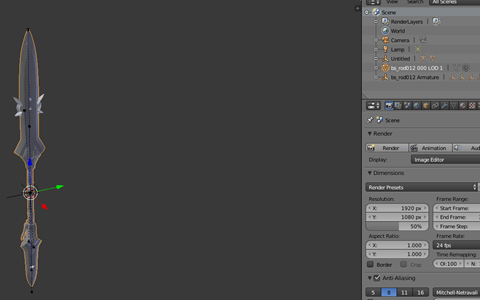 View Search All Scenes
Scene
RenderLayers
World
Camera
Lamp
Untitled
bs_rod012 000 LOD 1
bs_rod012 Armature
Scene
Render
Render Animation Aud
Display: Image Editor
Dimensions
Render Presets
Resolution: Frame Range:
X: 1920 px Start Frame:
Y: 1080 px End Frame:
50% Frame Step:
Aspect Ratio: Frame Rate:
X: 1.000 24 fps
Y: 1.000 Time Remapping
Border Crop Ol:100 N:
Anti-Aliasing
5 8 11 16 Mitchell-Netravali